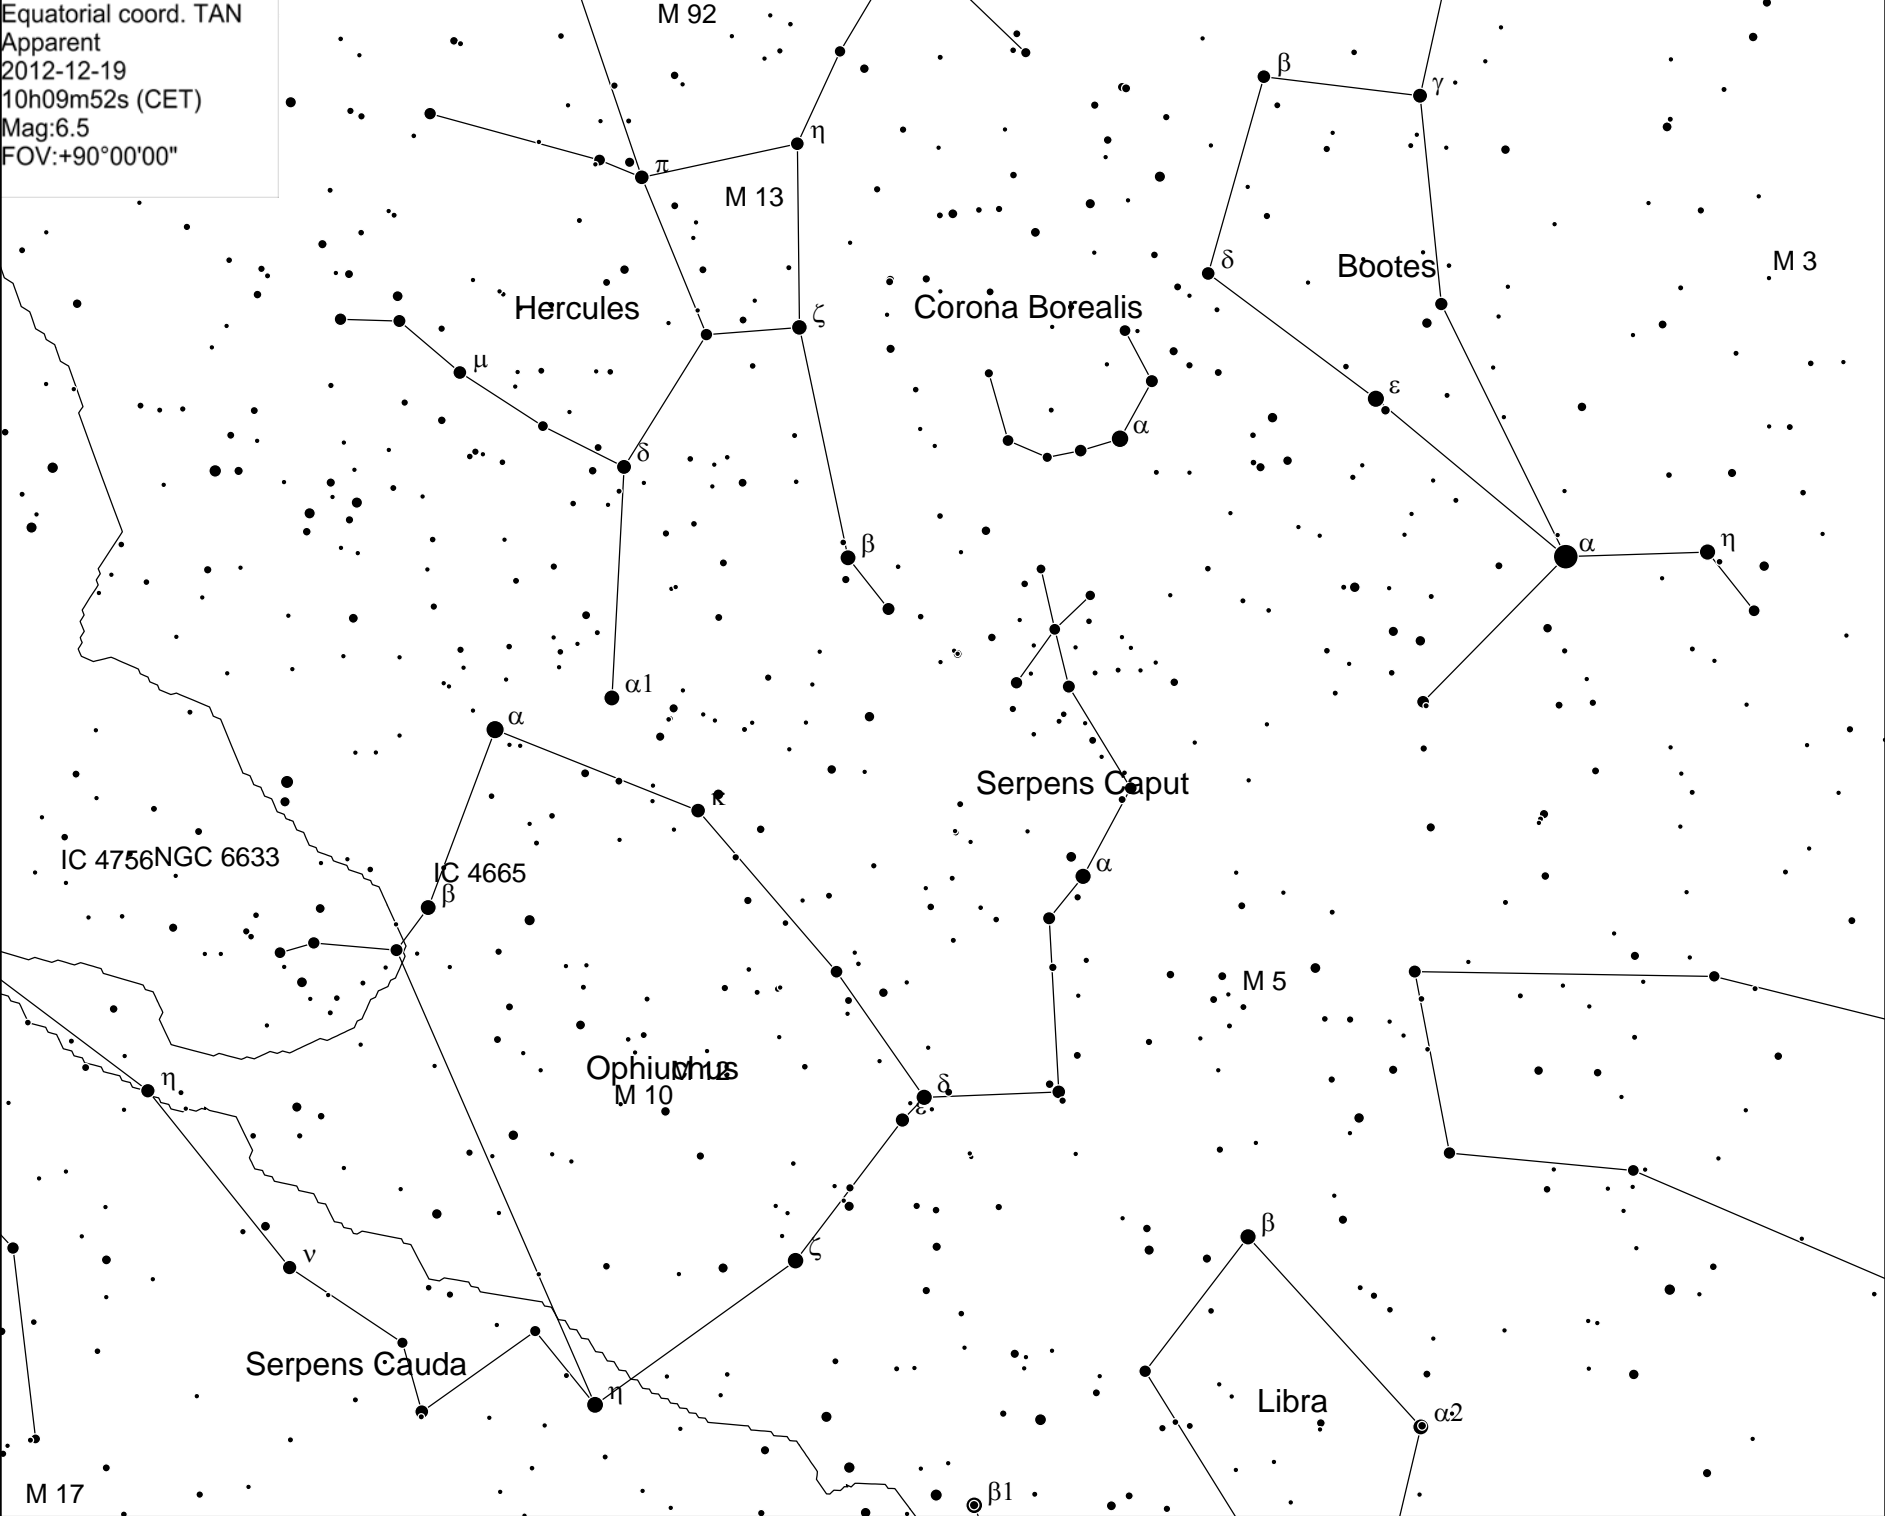 Equatorial coord. TAN
Apparent
2012-12-19
10h09m52s (CET)
Mag:6.5
FOV:+90°00'00"
M 92
β
γ
η
π
M 13
δ
Bootes
M 3
Hercules
ζ
Corona Borealis
μ
ε
α
δ
β
α
η
α1
α
κ
Serpens Caput
IC 4756
NGC 6633
IC 4665
β
α
M 5
Ophiuchus
M 12
M 10
η
δ
ε
ν
ζ
β
Serpens Cauda
η
Libra
α2
M 17
β1